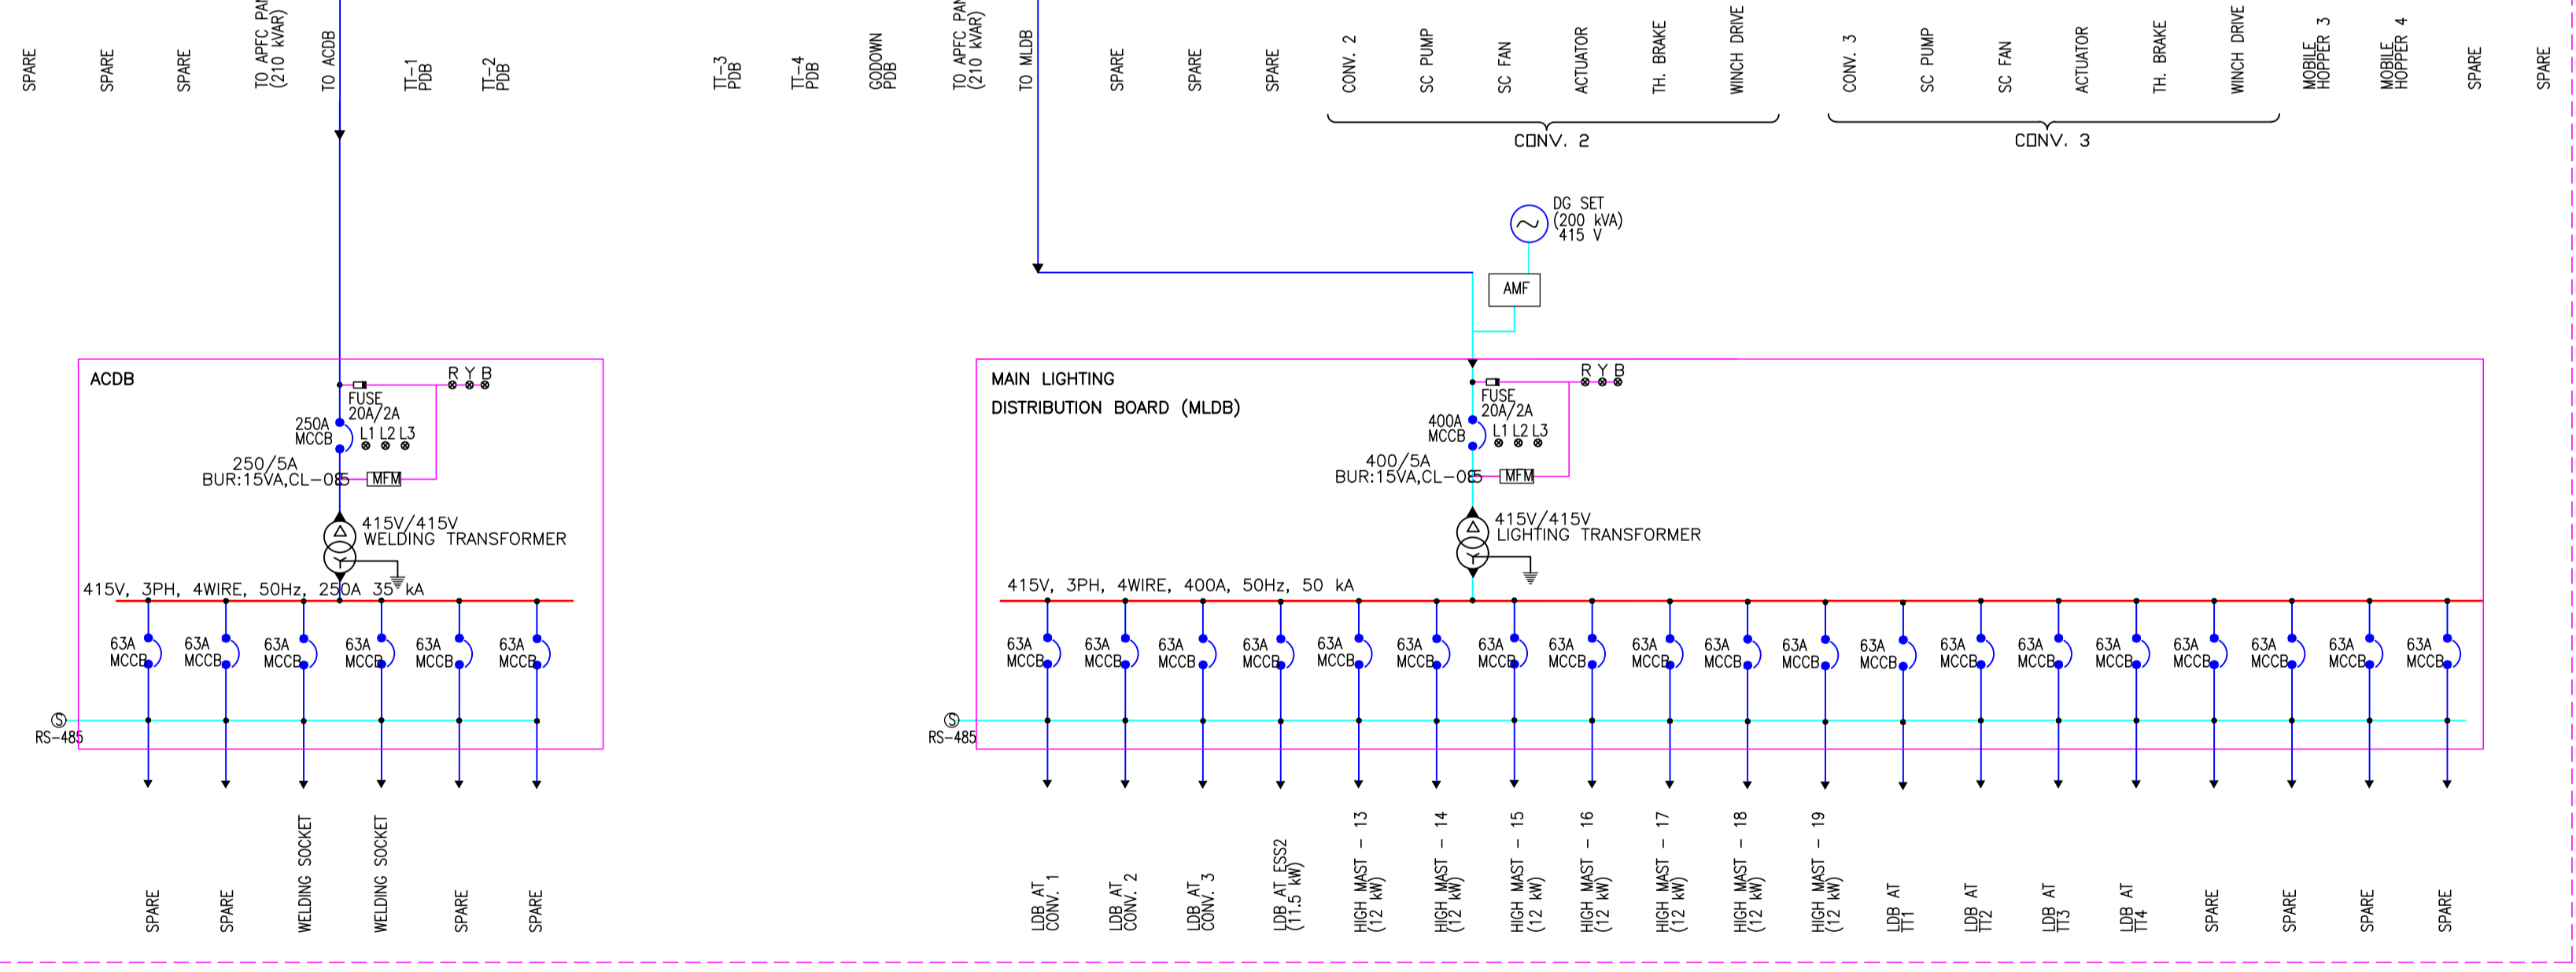 SPARE
SPARE
SPARE
(210 kVAR)
TO ACDB
TT-1
PDB
TT-2
PDB
TT-3
PDB
TT-4
PDB
GODOWN
PDB
(210 kVAR)
TO MLDB
SPARE
SPARE
SPARE
CONV. 2
SC PUMP
SC FAN
ACTUATOR
TH. BRAKE
WINCH DRIVE
CONV. 3
SC PUMP
SC FAN
ACTUATOR
TH. BRAKE
WINCH DRIVE
MOBILE
HOPPER 3
MOBILE
HOPPER 4
SPARE
SPARE
CONV. 2
CONV. 3
DG SET
(200 kVA)
415 V
AMF
ACDB
R Y B
FUSE
20A/2A
250A
MCCB
L1 L2 L3
250/5A
BUR:15VA,
MFM
415V/415V
WELDING TRANSFORMER
415V, 3PH, 4WIRE, 50Hz, 250A 35 kA
63A
MCCB
63A
MCCB
63A
MCCB
63A
MCCB
63A
MCCB
63A
MCCB
S
RS-485
SPARE
SPARE
WELDING SOCKET
WELDING SOCKET
SPARE
SPARE
MAIN LIGHTING
DISTRIBUTION BOARD (MLDB)
R Y B
FUSE
20A/2A
400A
MCCB
L1 L2 L3
400/5A
BUR:15VA,
MFM
415V/415V
LIGHTING TRANSFORMER
415V, 3PH, 4WIRE, 400A, 50Hz, 50 kA
63A
MCCB
63A
MCCB
63A
MCCB
63A
MCCB
63A
MCCB
63A
MCCB
63A
MCCB
63A
MCCB
63A
MCCB
63A
MCCB
63A
MCCB
63A
MCCB
63A
MCCB
63A
MCCB
63A
MCCB
63A
MCCB
63A
MCCB
63A
MCCB
63A
MCCB
S
RS-485
LDB AT
CONV. 1
LDB AT
CONV. 2
LDB AT
CONV. 3
LDB AT ESS2
(11.5 kW)
HIGH MAST - 13
(12 kW)
HIGH MAST - 14
(12 kW)
HIGH MAST - 15
(12 kW)
HIGH MAST - 16
(12 kW)
HIGH MAST - 17
(12 kW)
HIGH MAST - 18
(12 kW)
HIGH MAST - 19
(12 kW)
LDB AT
TT1
LDB AT
TT2
LDB AT
TT3
LDB AT
TT4
SPARE
SPARE
SPARE
SPARE